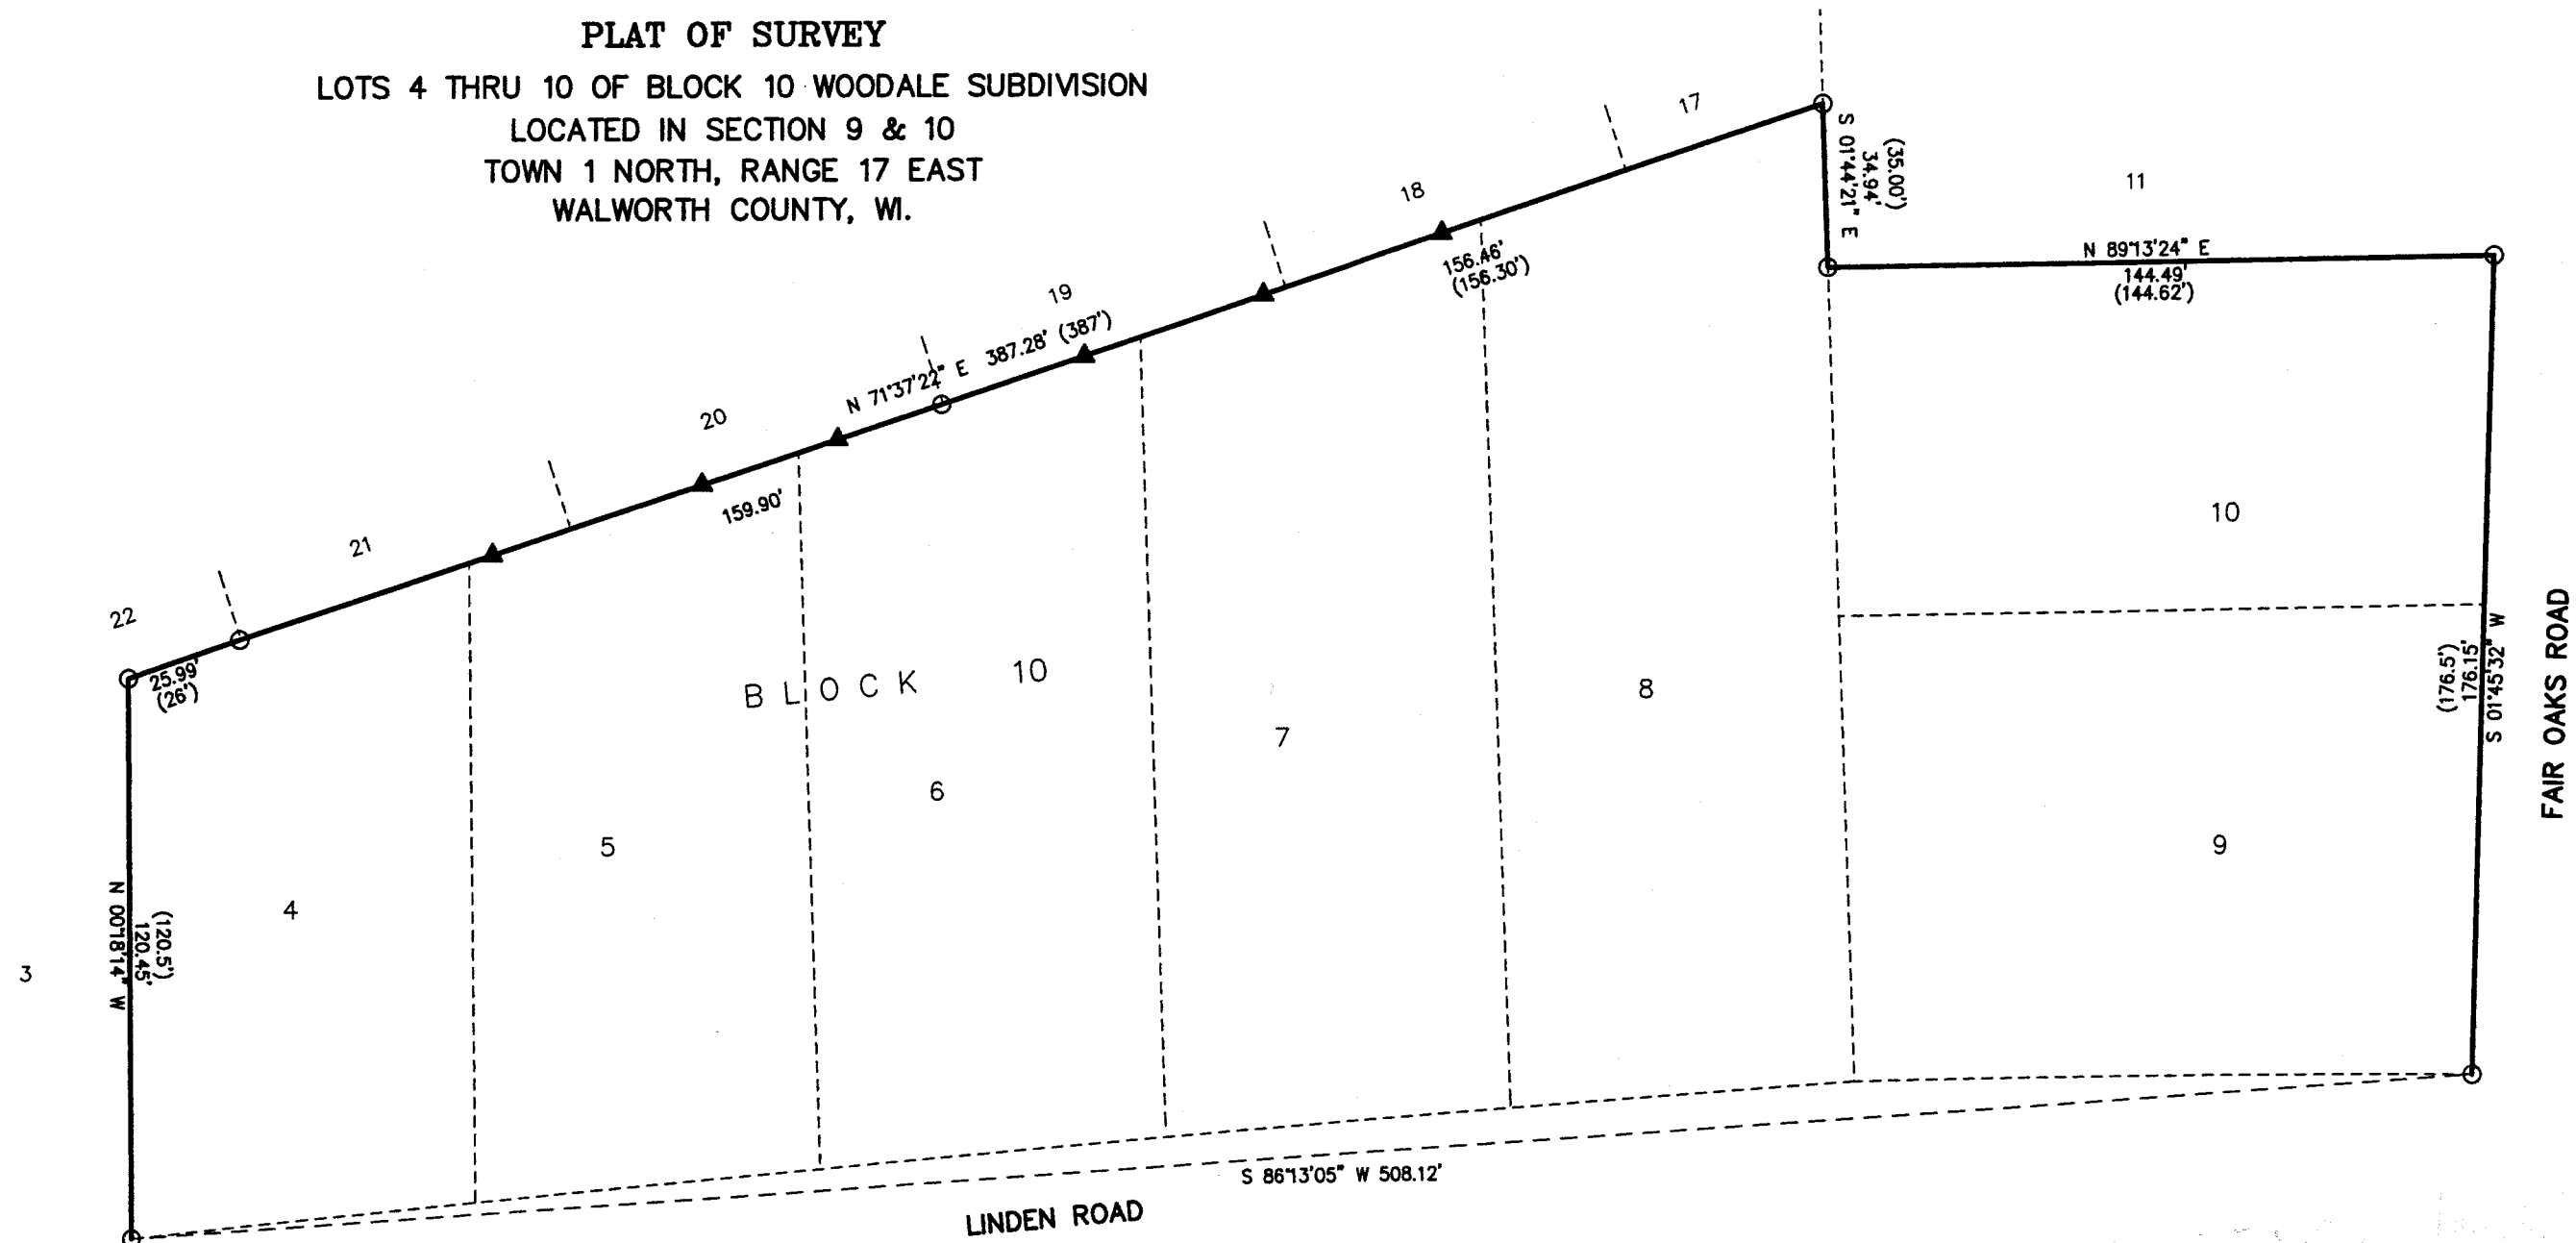 PLAT OF SURVEY
LOTS 4 THRU 10 OF BLOCK 10 WOODALE SUBDIVISION
LOCATED IN SECTION 9 & 10
TOWN 1 NORTH, RANGE 17 EAST
WALWORTH COUNTY, WI.
17
S 01°44'21" E
34.94'
(35.00')
11
18
156.46'
(156.30')
N 89°13'24" E
144.49'
(144.62')
19
N 71°37'22" E 387.28' (387')
20
159.90'
10
21
22
25.99'
(26')
BLOCK 10
S 01°45'32" W
176.15'
(176.5')
FAIR OAKS ROAD
8
7
6
5
9
4
N 00°18'14" W
120.45'
(120.5')
3
S 86°13'05" W 508.12'
LINDEN ROAD